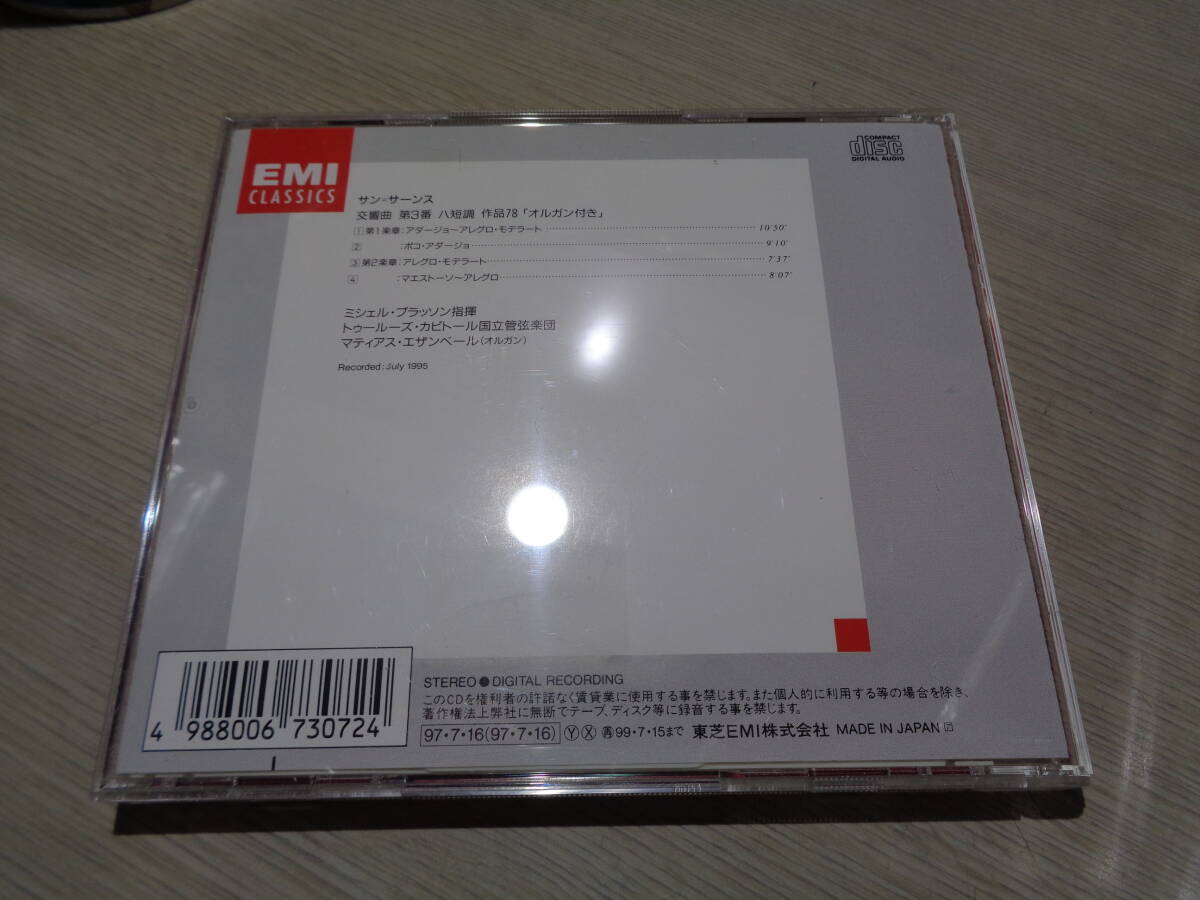 EMI
CLASSICS
COMPACT
disc
DIGITAL AUDIO
サン=サーンス
交響曲 第3番 ハ短調 作品78「オルガン付き」
1 第1楽章:アダージョ〜アレグロ・モデラート 10'50"
2 :ポコ・アダージョ 9'10"
3 第2楽章:アレグロ・モデラート 7'37"
4 :マエストーソ〜アレグロ 8'07"
ミシェル・プラッソン指揮
トゥールーズ・カピトール国立管弦楽団
マティアス・エザンベール(オルガン)
Recorded: July 1995
STEREO ● DIGITAL RECORDING
このCDを権利者の許諾なく賃貸業に使用する事を禁じます。また個人的に利用する等の場合を除き、
著作権法上弊社に無断でテープ、ディスク等に録音する事を禁じます。
97・7・16(97・7・16) Ⓨ Ⓧ 再99・7・15まで 東芝EMI株式会社 MADE IN JAPAN
4 988006 730724